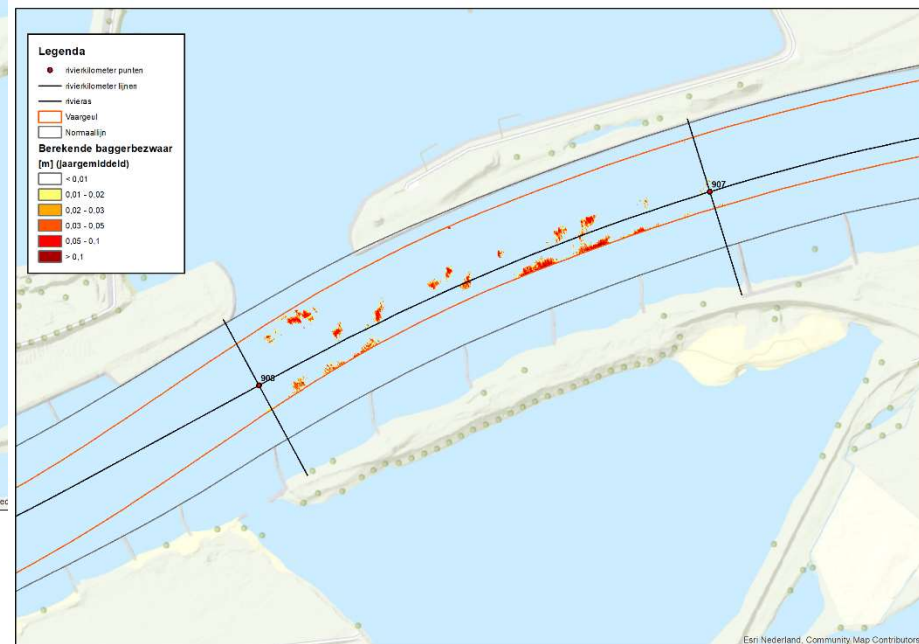 Legenda
rivierkilometer punten
rivierkilometer lijnen
rivieras
Vaargeul
Normaallijn
Berekende baggerbezwaar
[m] (jaargemiddeld)
< 0,01
0,01 - 0,02
0,02 - 0,03
0,03 - 0,05
0,05 - 0,1
> 0,1
907
908
Esri Nederland, Community Map Contributors